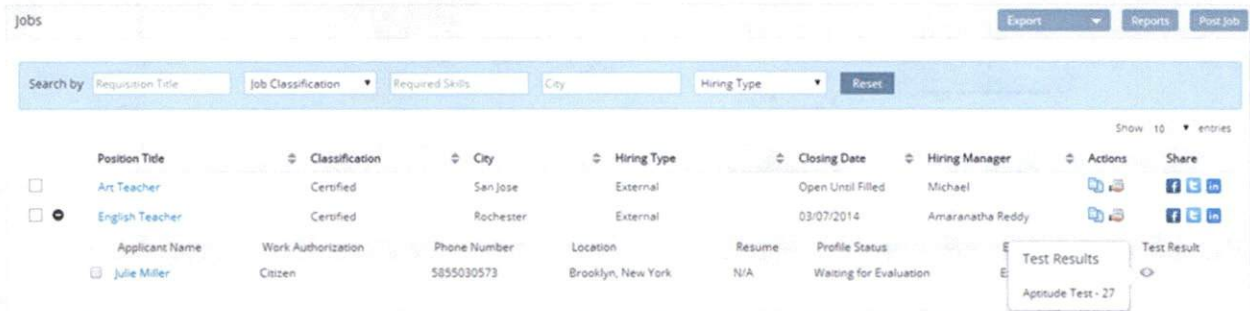 Jobs Export Reports Post Job
Search by Requisition Title Job Classification Required Skills City Hiring Type Reset
Show 10 entries
Position Title Classification City Hiring Type Closing Date Hiring Manager Actions Share
Art Teacher Certified San Jose External Open Until Filled Michael
English Teacher Certified Rochester External 03/07/2014 Amaranatha Reddy
Applicant Name Work Authorization Phone Number Location Resume Profile Status E Test Result
Test Results
Julie Miller Citizen 5855030573 Brooklyn, New York N/A Waiting for Evaluation E
Aptitude Test - 27